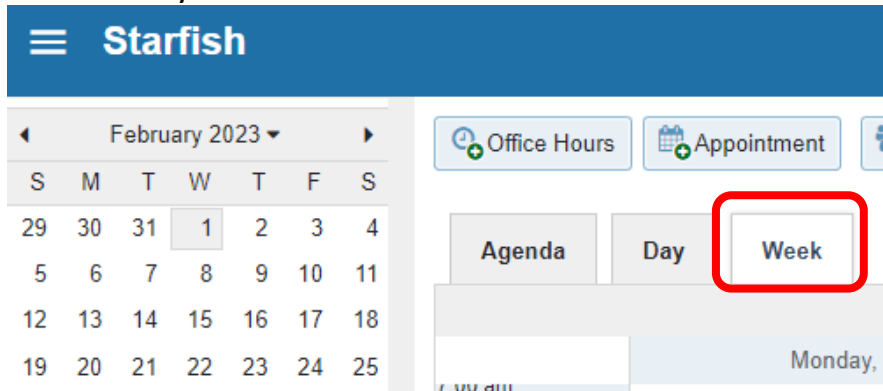 Starfish
February 2023
S M T W T F S
29 30 31 1 2 3 4
5 6 7 8 9 10 11
12 13 14 15 16 17 18
19 20 21 22 23 24 25
Office Hours Appointment
Agenda Day Week
Monday,